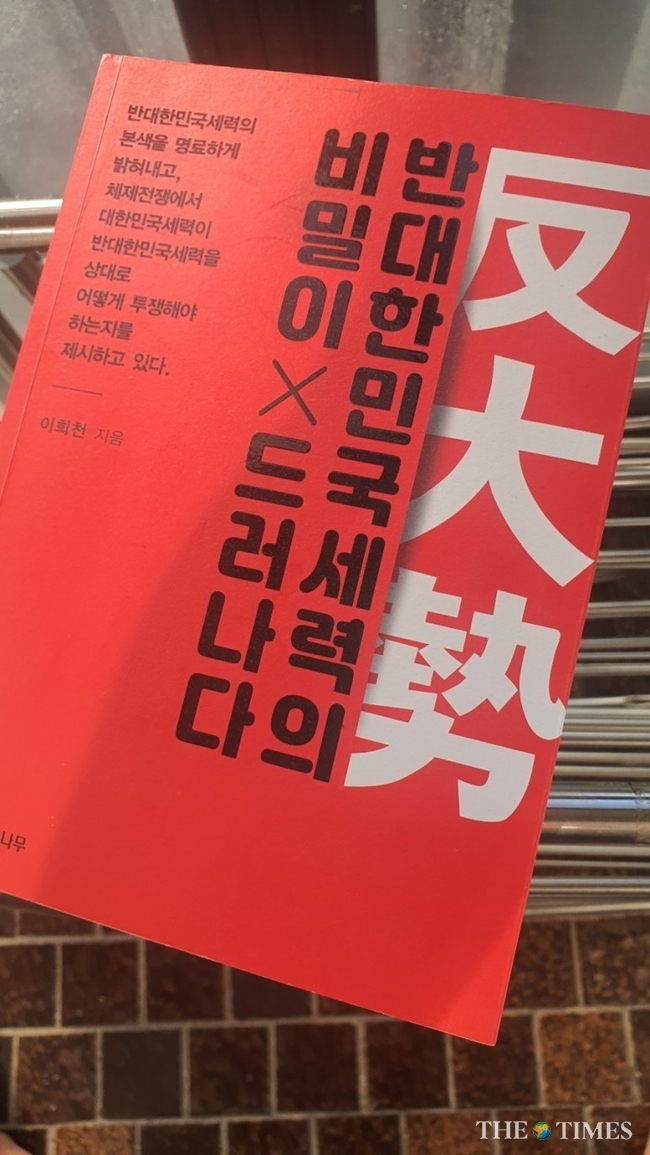 反大勢
반대한민국세력의
비밀이 × 드러나다
반대한민국세력의
본색을 명료하게
밝혀내고,
체제전쟁에서
대한민국세력이
반대한민국세력을
상대로
어떻게 투쟁해야
하는지를
제시하고 있다.
이희천 지음
나무
THE TIMES